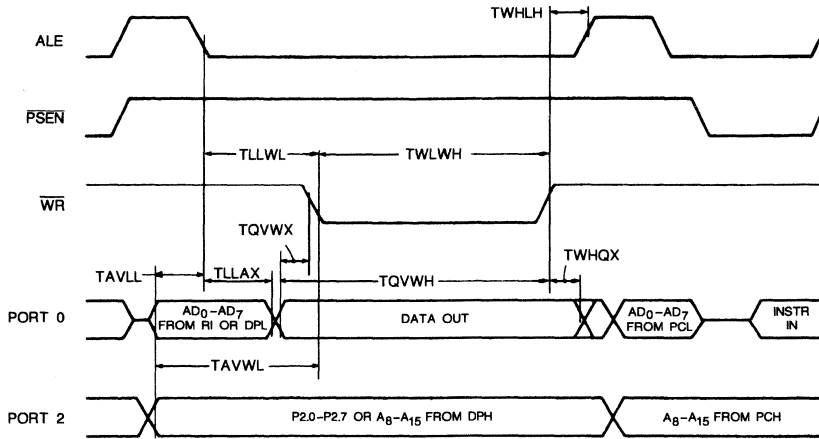 TWHLH
ALE
PSEN
TLLWL
TWLWH
WR
TQVWX
TAVLL
TLLAX
TQVWH
TWHQX
PORT 0
AD₀–AD₇
FROM RI OR DPL
DATA OUT
AD₀–AD₇
FROM PCL
INSTR
IN
TAVWL
PORT 2
P2.0–P2.7 OR A₈–A₁₅ FROM DPH
A₈–A₁₅ FROM PCH